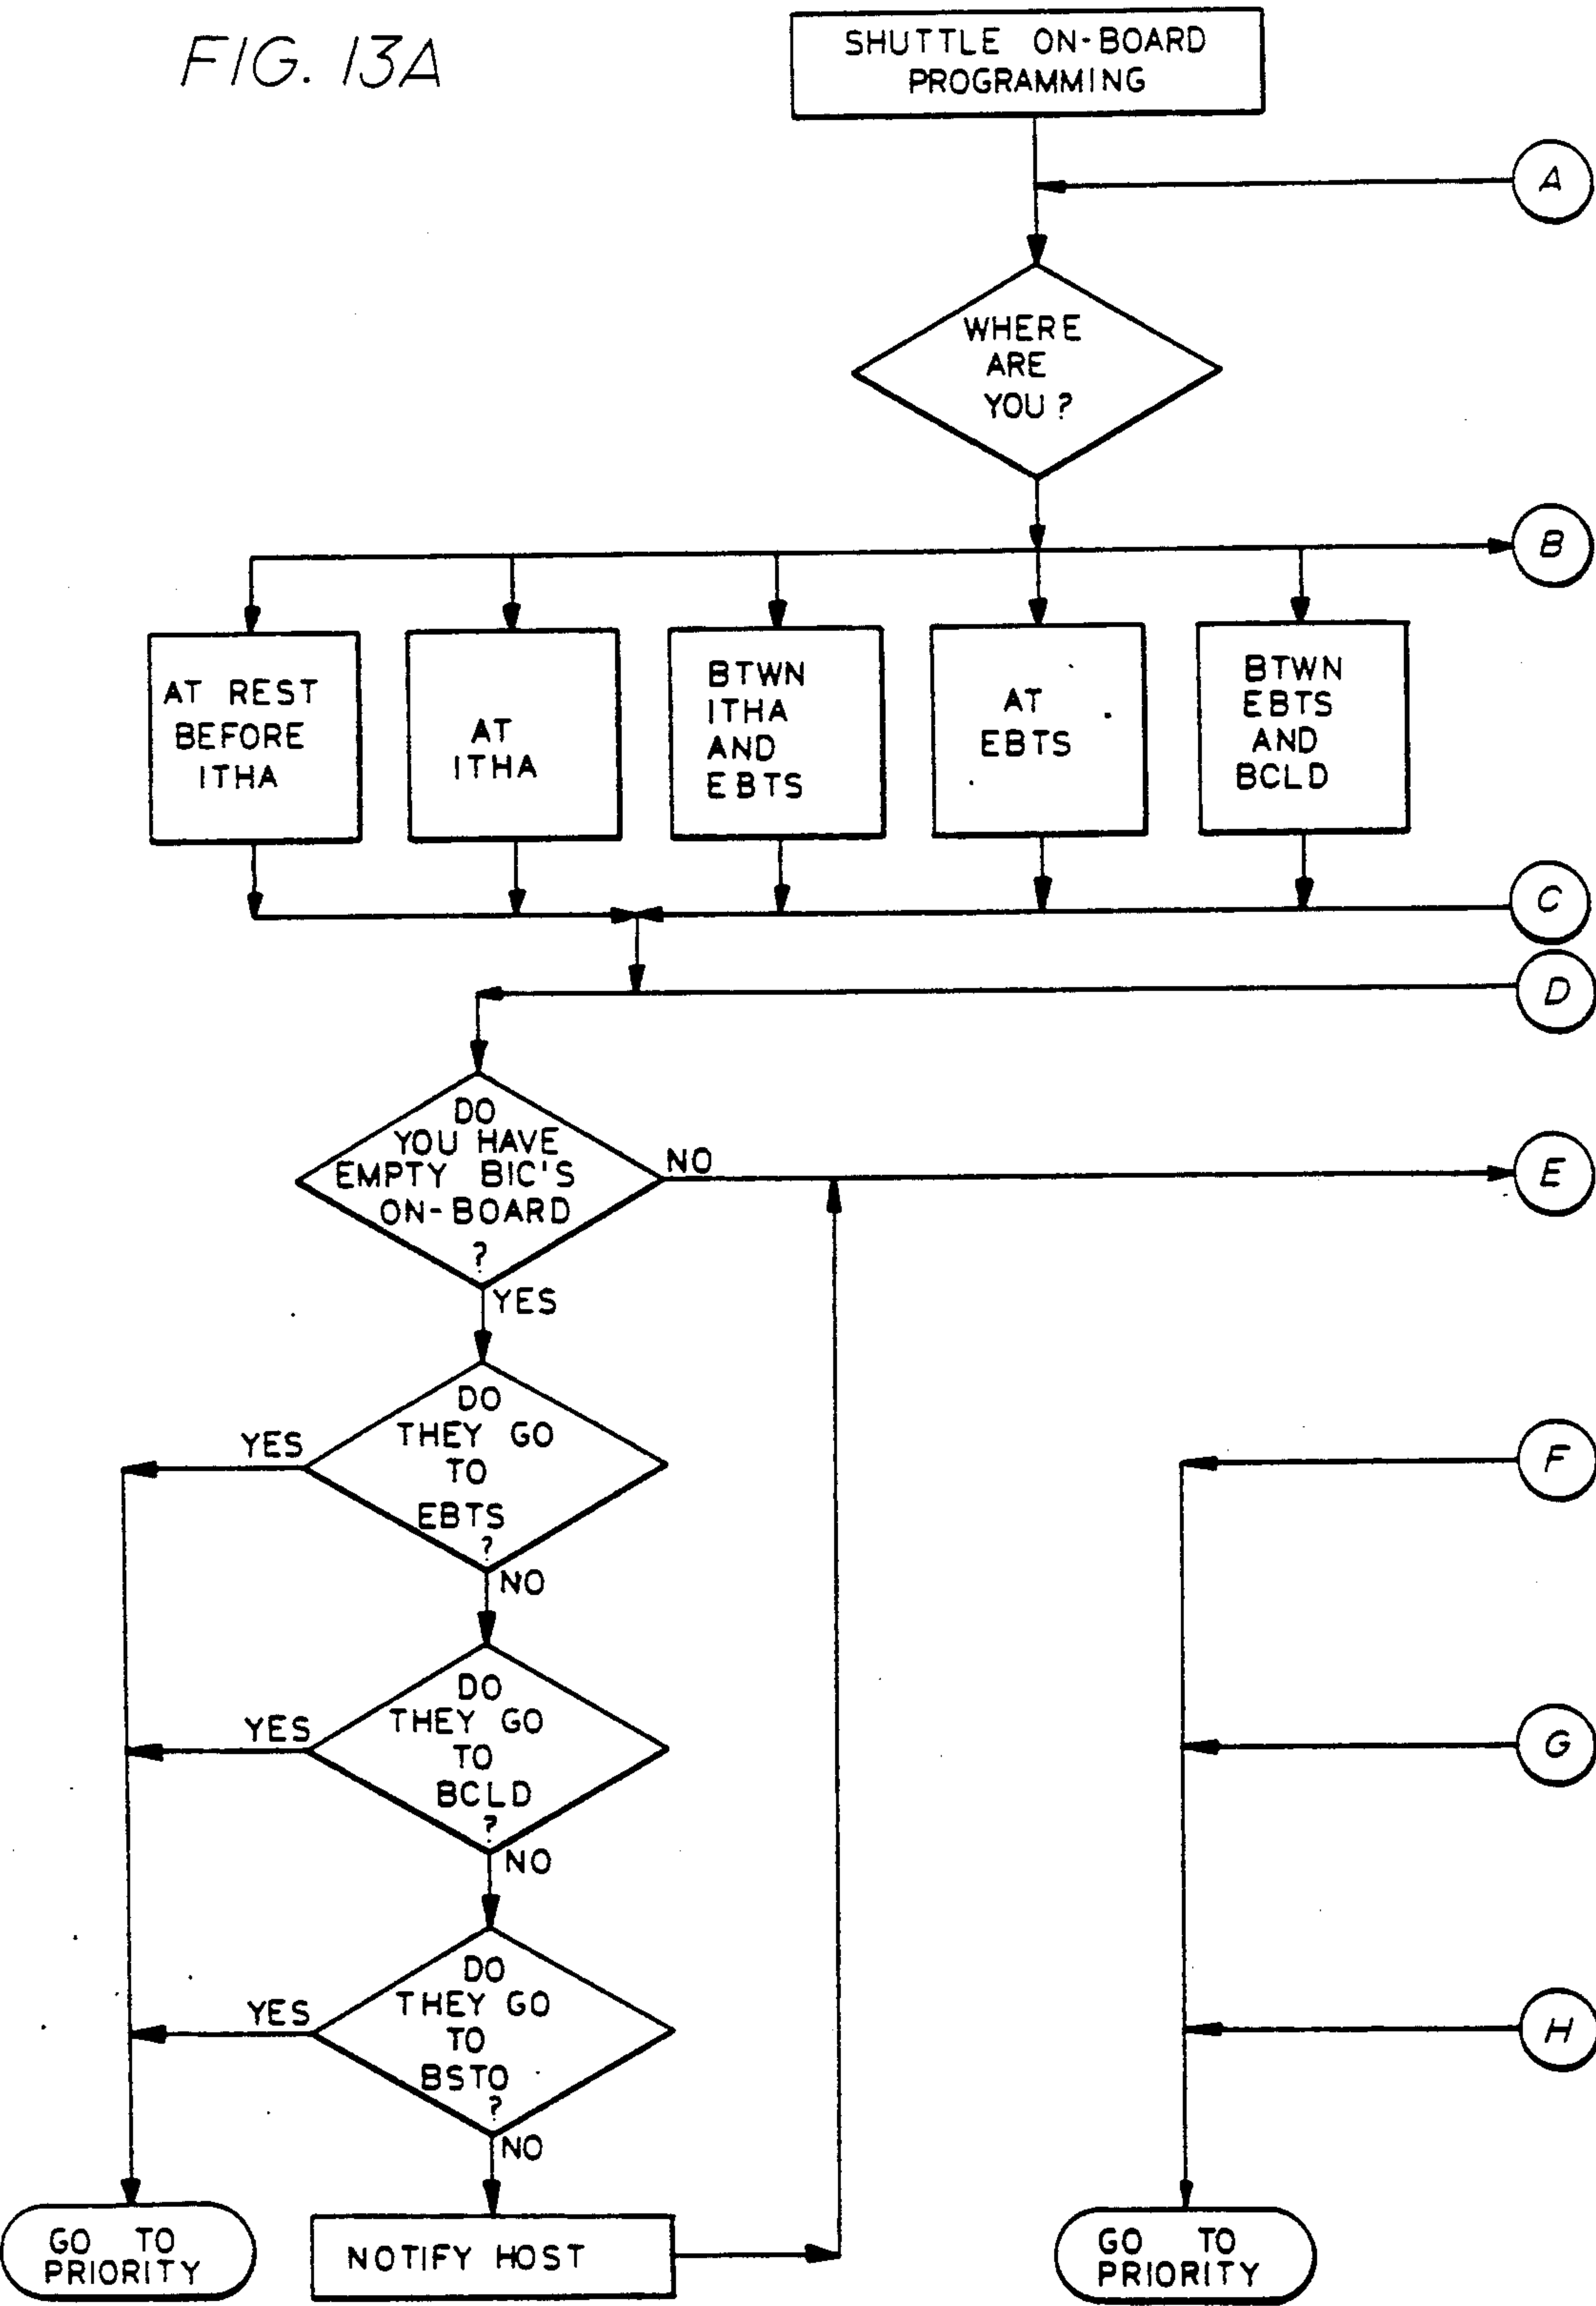 FIG. 13A
SHUTTLE ON-BOARD
PROGRAMMING
A
WHERE
ARE
YOU?
B
AT REST
BEFORE
ITHA
AT
ITHA
BTWN
ITHA
AND
EBTS
AT
EBTS
BTWN
EBTS
AND
BCLD
C
D
DO
YOU HAVE
EMPTY BIC'S
ON-BOARD
?
NO
E
YES
DO
THEY GO
TO
EBTS
?
YES
F
NO
DO
THEY GO
TO
BCLD
?
YES
G
NO
DO
THEY GO
TO
BSTO
?
YES
H
NO
GO TO
PRIORITY
NOTIFY HOST
GO TO
PRIORITY